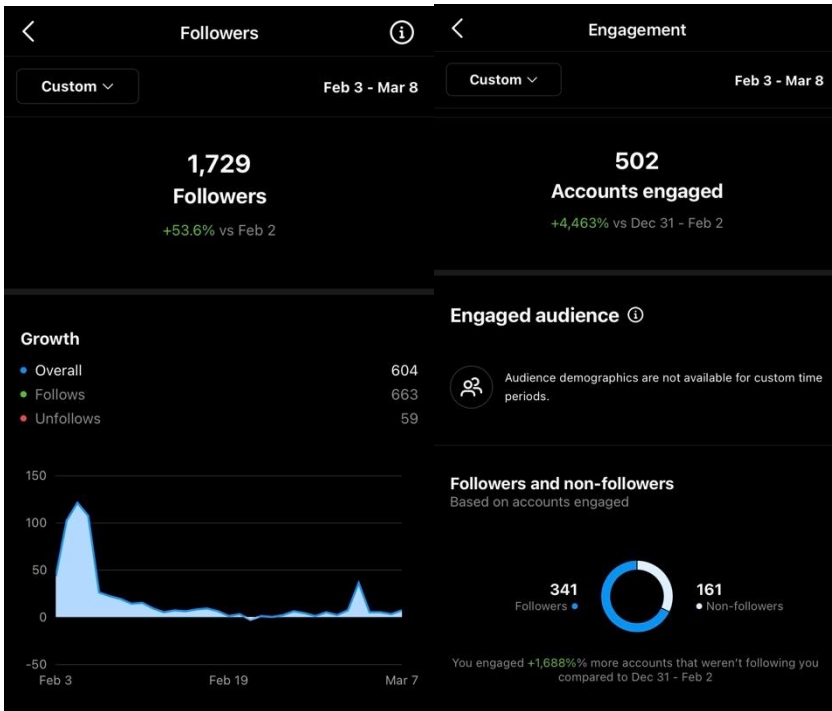 Followers
Custom
Feb 3 - Mar 8
1,729
Followers
+53.6% vs Feb 2
Growth
Overall 604
Follows 663
Unfollows 59
150
100
50
0
-50
Feb 3 Feb 19 Mar 7
Engagement
Custom
Feb 3 - Mar 8
502
Accounts engaged
+4,463% vs Dec 31 - Feb 2
Engaged audience
Audience demographics are not available for custom time
periods.
Followers and non-followers
Based on accounts engaged
341
Followers
161
Non-followers
You engaged +1,688%% more accounts that weren't following you
compared to Dec 31 - Feb 2